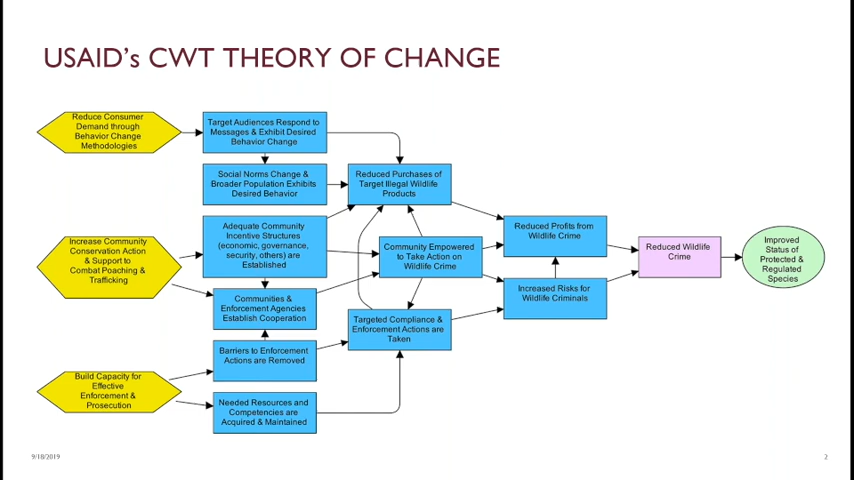 USAID's CWT THEORY OF CHANGE
Reduce Consumer
Demand through
Behavior Change
Methodologies
Target Audiences Respond to
Messages & Exhibit Desired
Behavior Change
Social Norms Change &
Broader Population Exhibits
Desired Behavior
Reduced Purchases of
Target Illegal Wildlife
Products
Increase Community
Conservation Action
& Support to
Combat Poaching &
Trafficking
Adequate Community
Incentive Structures
(economic, governance,
security, others) are
Established
Community Empowered
to Take Action on
Wildlife Crime
Reduced Profits from
Wildlife Crime
Reduced Wildlife
Crime
Improved
Status of
Protected &
Regulated
Species
Communities &
Enforcement Agencies
Establish Cooperation
Increased Risks for
Wildlife Criminals
Targeted Compliance &
Enforcement Actions are
Taken
Barriers to Enforcement
Actions are Removed
Build Capacity for
Effective
Enforcement &
Prosecution
Needed Resources and
Competencies are
Acquired & Maintained
9/18/2019
2